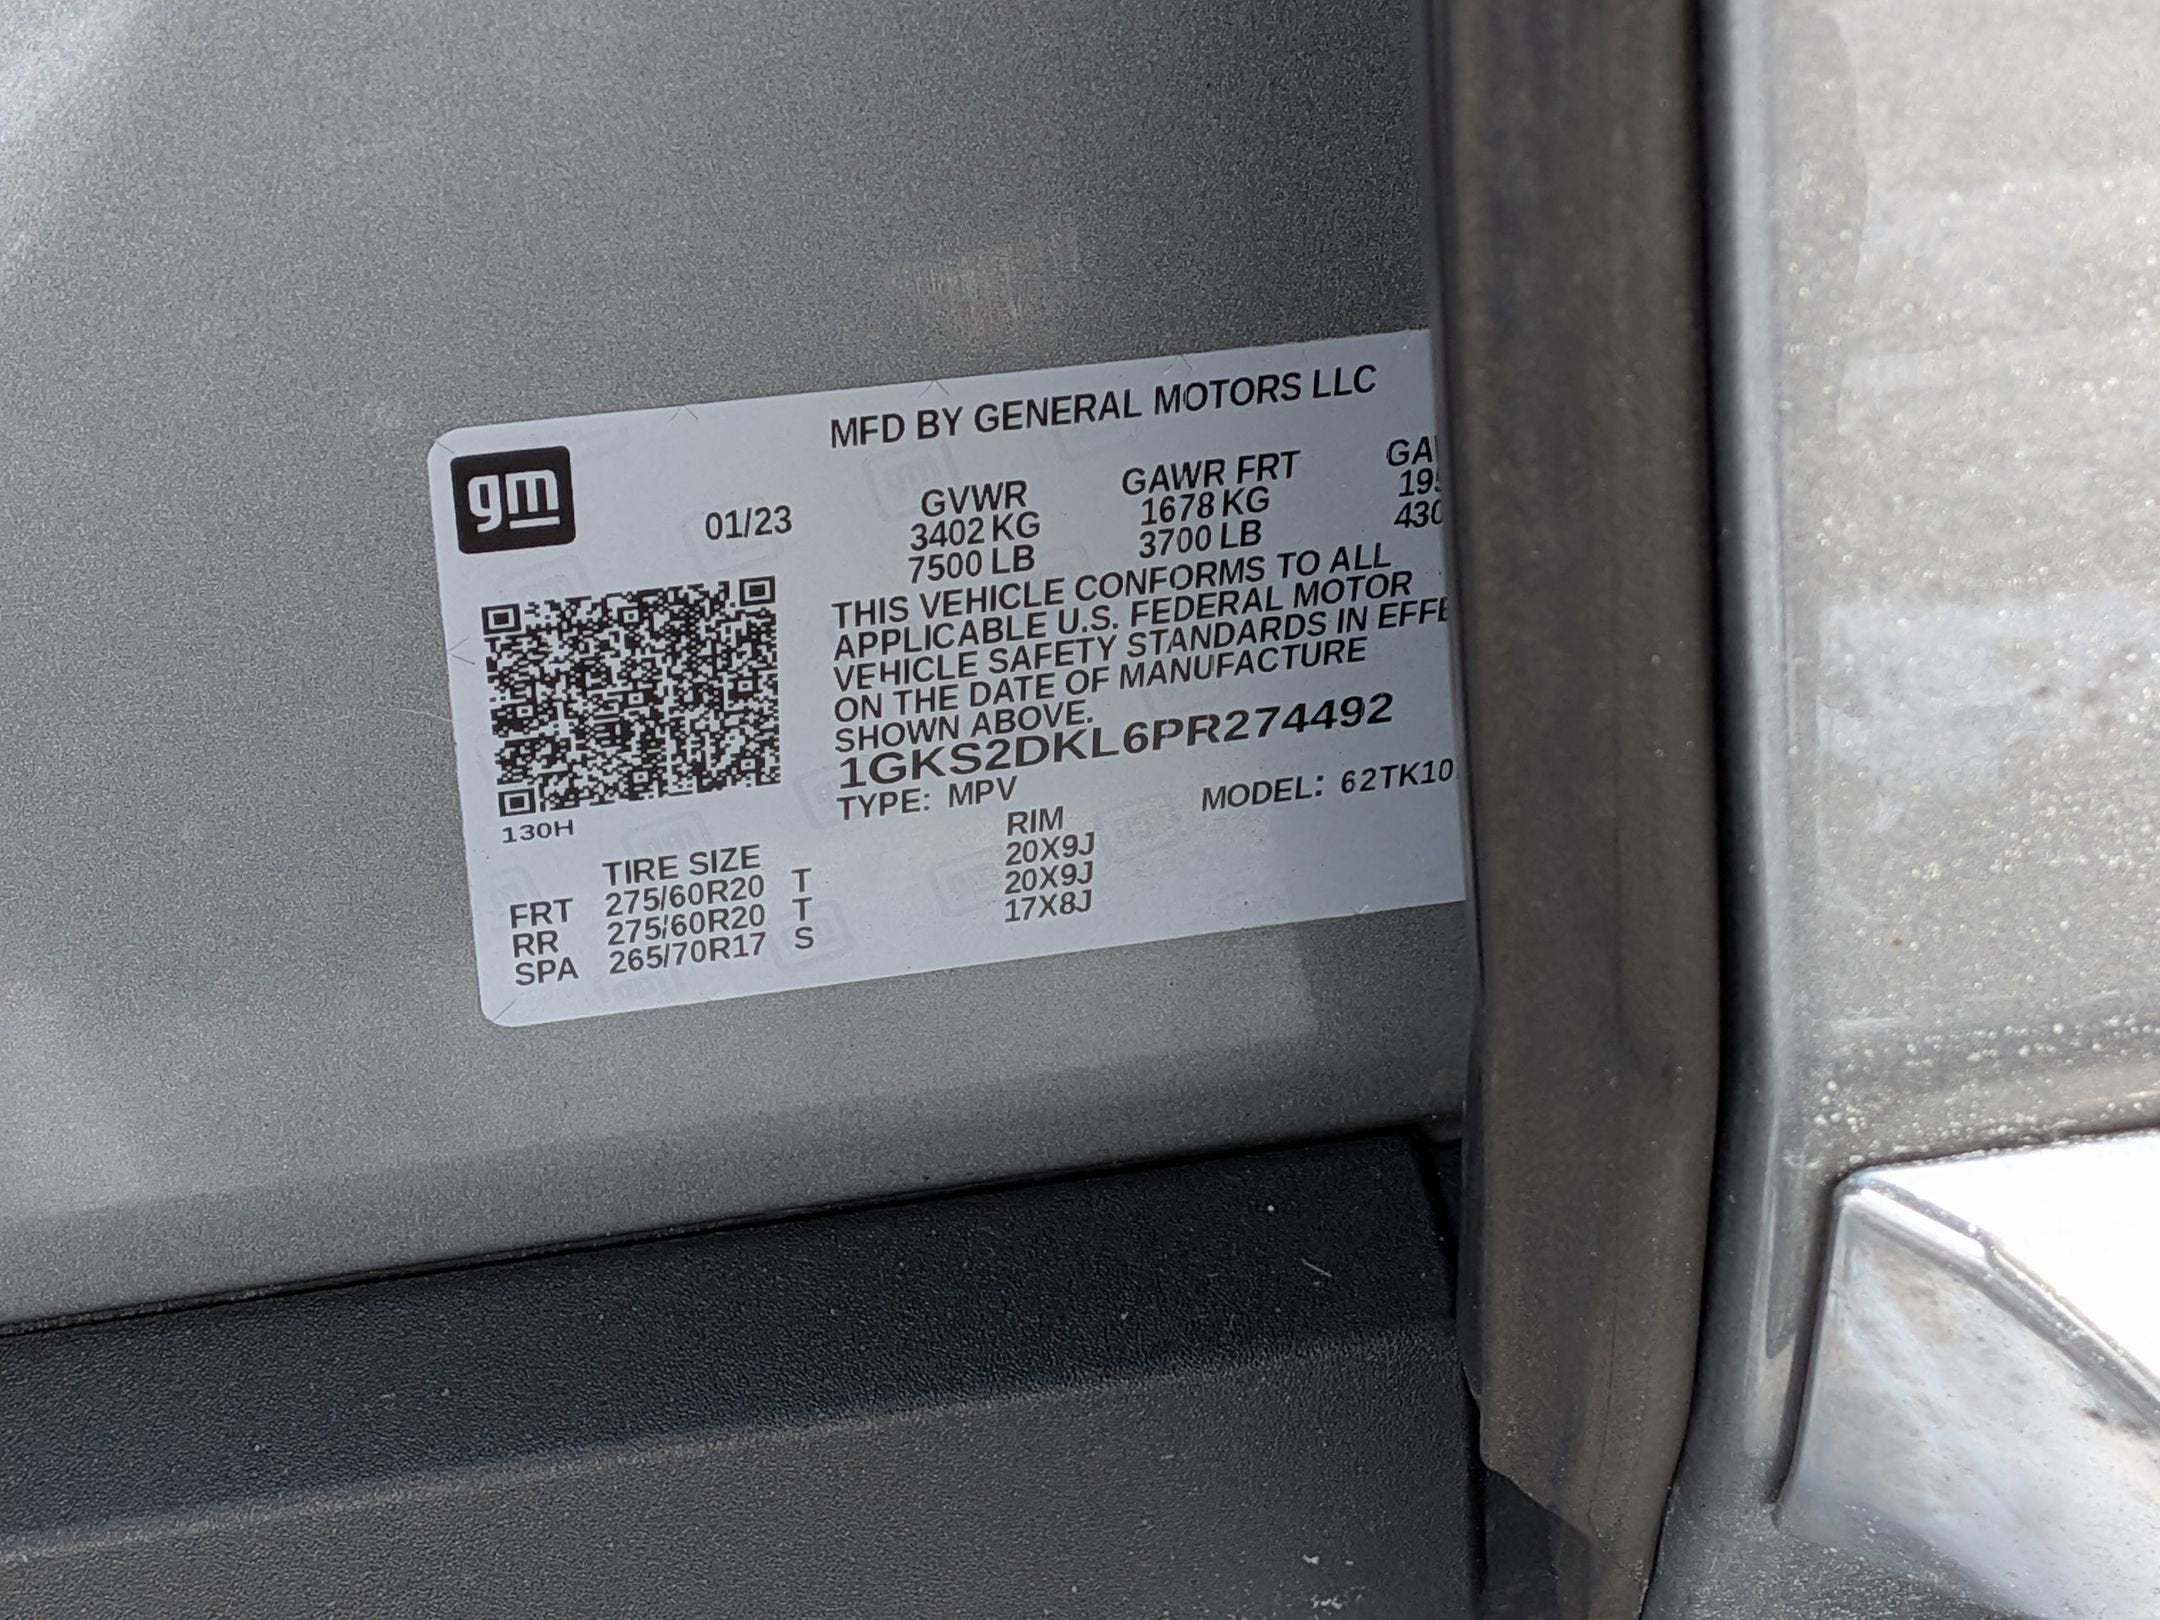 MFD BY GENERAL MOTORS LLC
gm
01/23
GVWR GAWR FRT
3402 KG 1678 KG
7500 LB 3700 LB
THIS VEHICLE CONFORMS TO ALL
APPLICABLE U.S. FEDERAL MOTOR
VEHICLE SAFETY STANDARDS IN EFFE
ON THE DATE OF MANUFACTURE
SHOWN ABOVE.
1GKS2DKL6PR274492
TYPE: MPV MODEL: 62TK10
130H
TIRE SIZE RIM
FRT 275/60R20 T 20X9J
RR 275/60R20 T 20X9J
SPA 265/70R17 S 17X8J